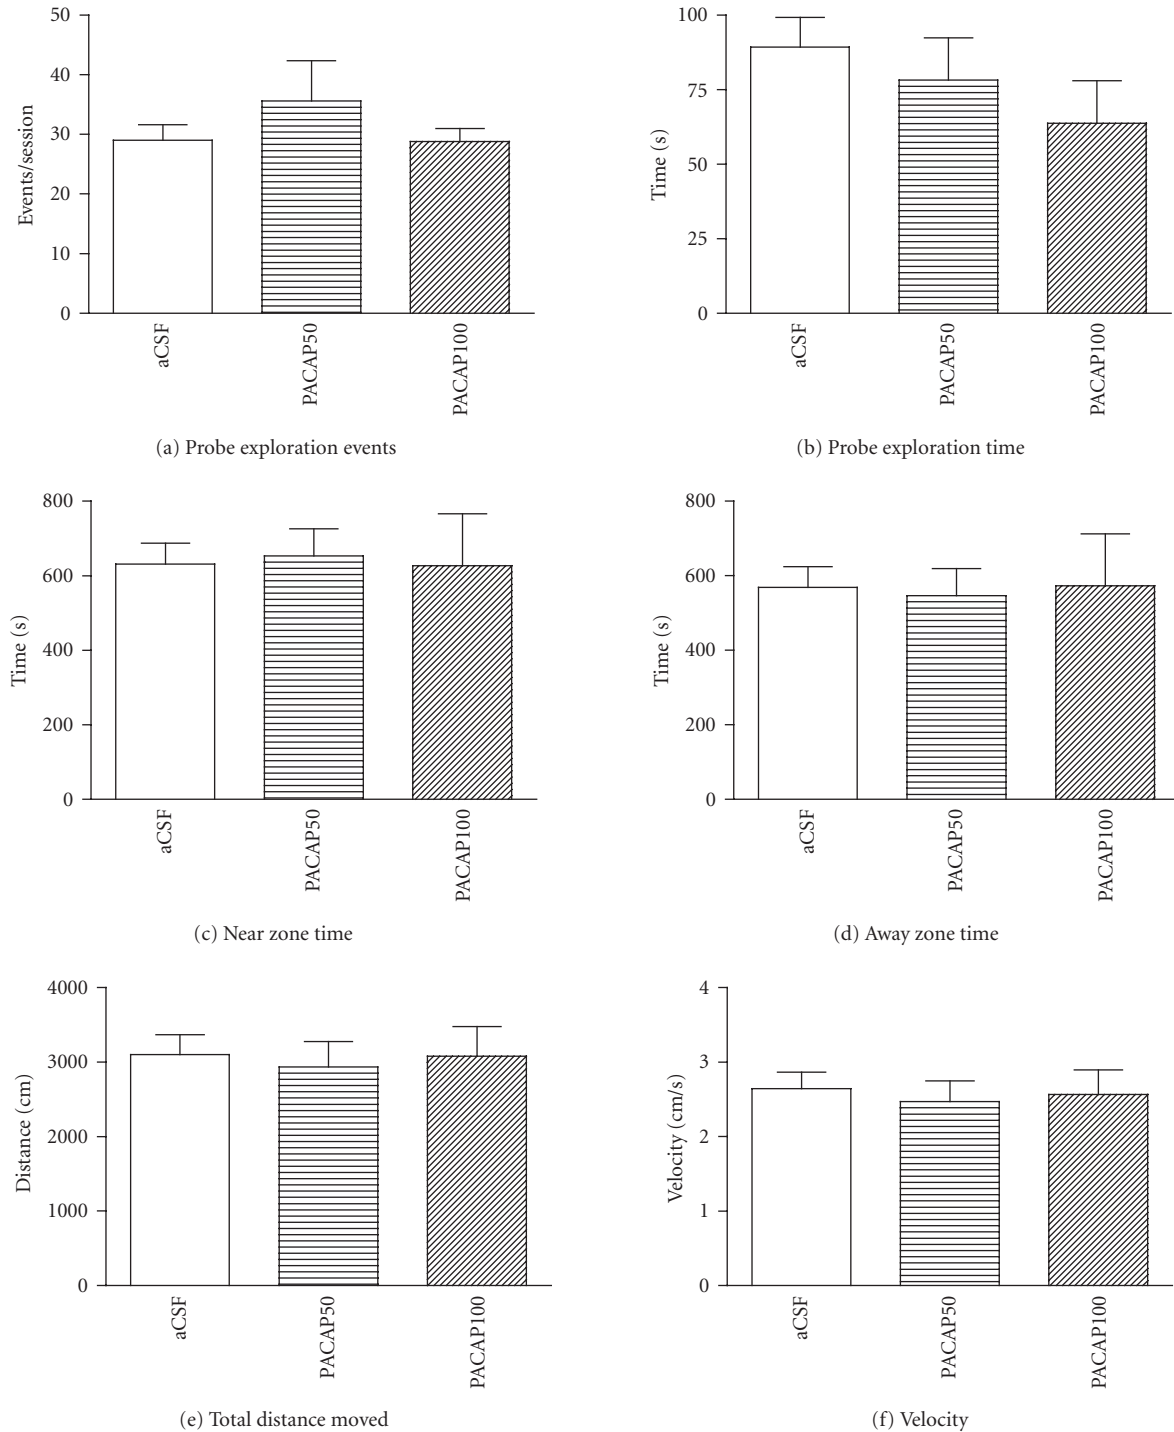 50
40
30
20
10
0
Events/session
aCSF
PACAP50
PACAP100
(a) Probe exploration events
100
75
50
25
0
Time (s)
aCSF
PACAP50
PACAP100
(b) Probe exploration time
800
600
400
200
0
Time (s)
aCSF
PACAP50
PACAP100
(c) Near zone time
800
600
400
200
0
Time (s)
aCSF
PACAP50
PACAP100
(d) Away zone time
4000
3000
2000
1000
0
Distance (cm)
aCSF
PACAP50
PACAP100
(e) Total distance moved
4
3
2
1
0
Velocity (cm/s)
aCSF
PACAP50
PACAP100
(f) Velocity